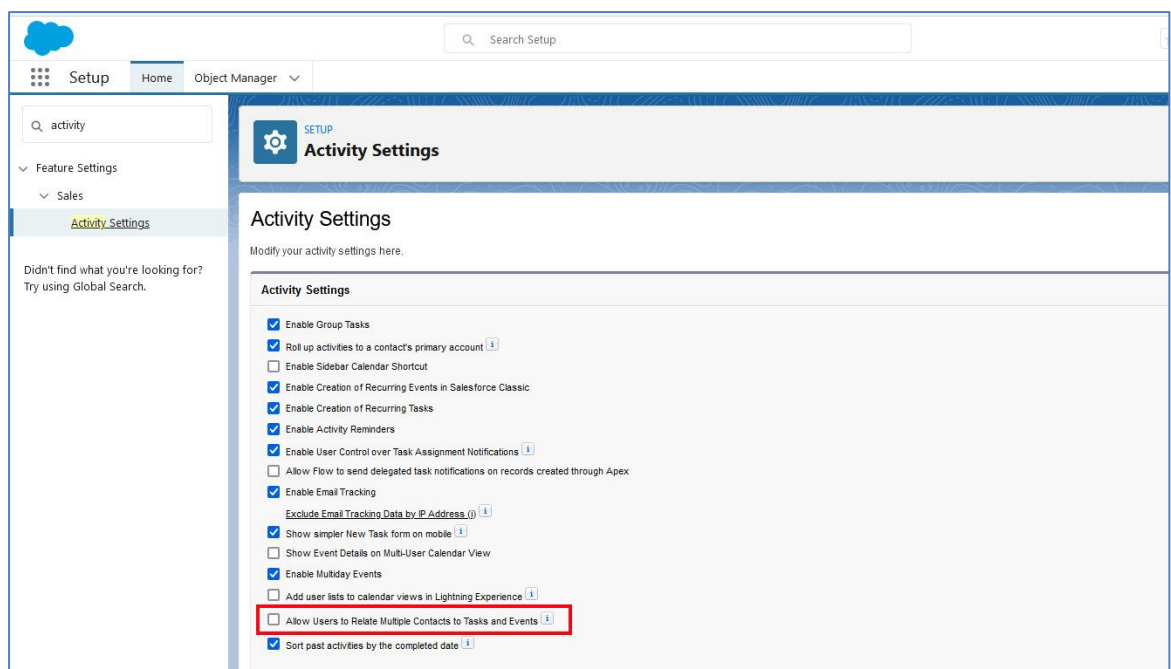 Search Setup
Setup
Home
Object Manager
activity
Feature Settings
Sales
Activity Settings
Didn't find what you're looking for?
Try using Global Search.
SETUP
Activity Settings
Activity Settings
Modify your activity settings here.
Activity Settings
Enable Group Tasks
Roll up activities to a contact's primary account i
Enable Sidebar Calendar Shortcut
Enable Creation of Recurring Events in Salesforce Classic
Enable Creation of Recurring Tasks
Enable Activity Reminders
Enable User Control over Task Assignment Notifications i
Allow Flow to send delegated task notifications on records created through Apex
Enable Email Tracking
Exclude Email Tracking Data by IP Address (i) i
Show simpler New Task form on mobile i
Show Event Details on Multi-User Calendar View
Enable Multiday Events
Add user lists to calendar views in Lightning Experience i
Allow Users to Relate Multiple Contacts to Tasks and Events i
Sort past activities by the completed date i